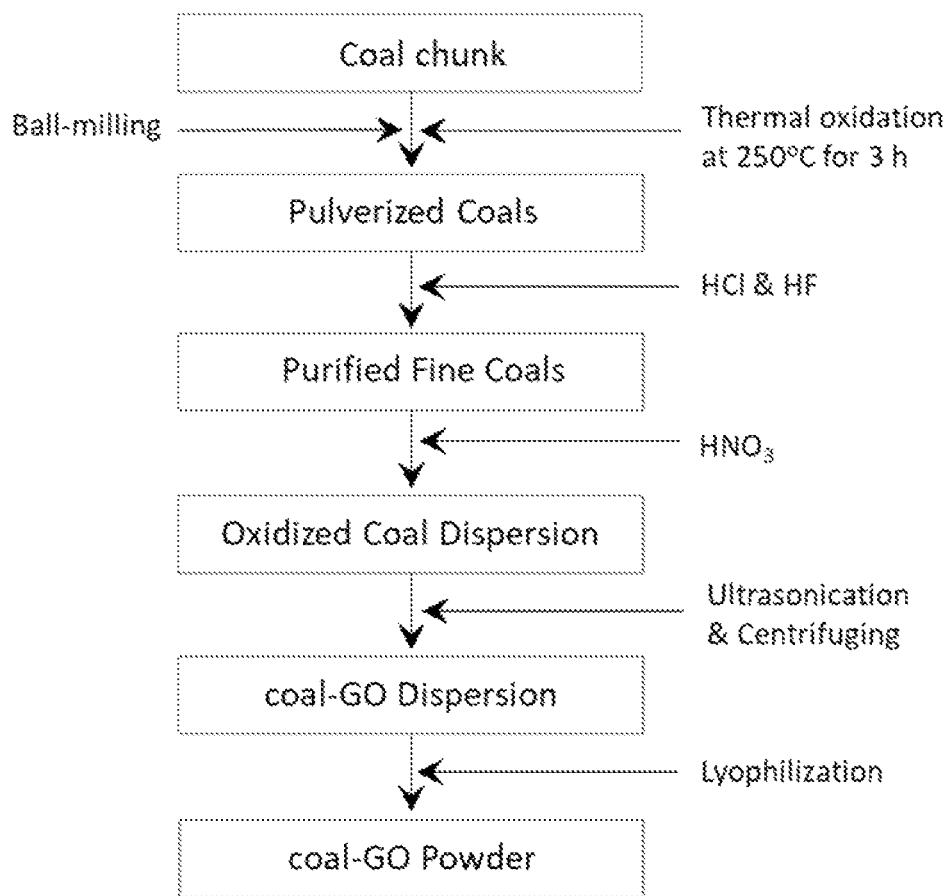 Coal chunk
Ball-milling
Thermal oxidation
at 250°C for 3 h
Pulverized Coals
HCl & HF
Purified Fine Coals
HNO₃
Oxidized Coal Dispersion
Ultrasonication
& Centrifuging
coal-GO Dispersion
Lyophilization
coal-GO Powder